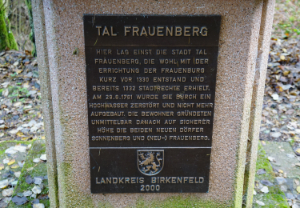 TAL FRAUENBERG
HIER LAG EINST DIE STADT TAL
FRAUENBERG, DIE WOHL MIT DER
ERRICHTUNG DER FRAUENBURG
KURZ VOR 1330 ENTSTAND UND
BEREITS 1332 STADTRECHTE ERHIELT.
AM 29.6.1701 WURDE SIE DURCH EIN
HOCHWASSER ZERSTÖRT UND NICHT MEHR
AUFGEBAUT. DIE BEWOHNER GRÜNDETEN
UNMITTELBAR DANACH AUF SICHERER
HÖHE DIE BEIDEN NEUEN DÖRFER
SONNENBERG UND (NEU-) FRAUENBERG.
LANDKREIS BIRKENFELD
2000